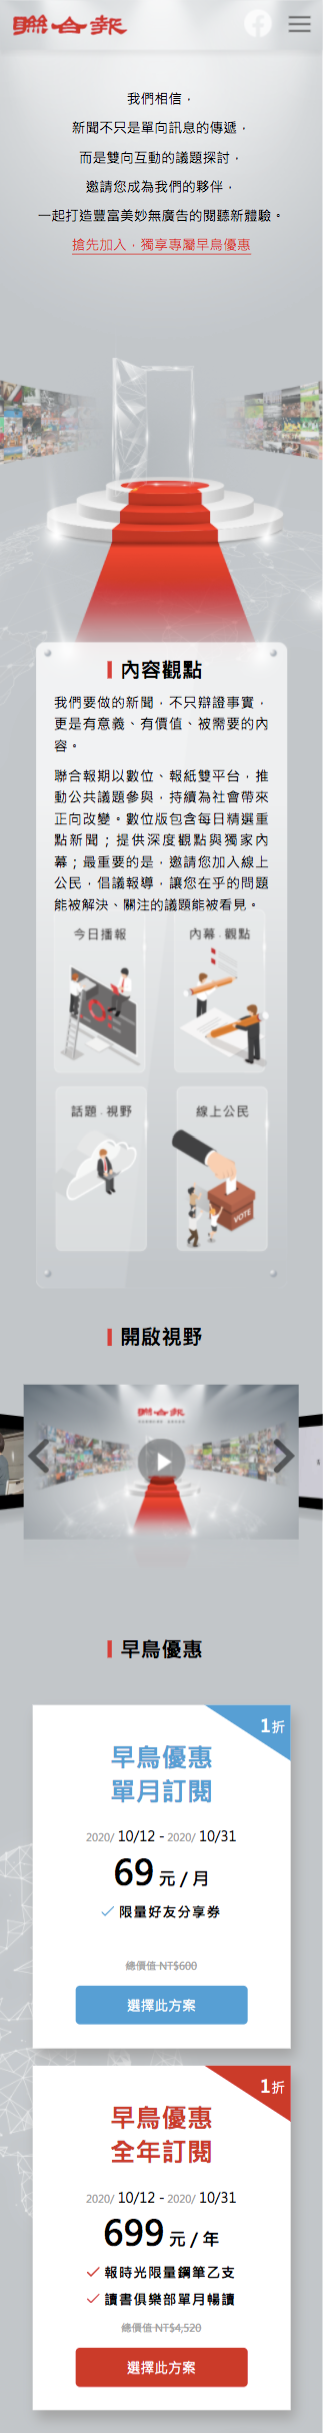 聯合報
我們相信，
新聞不只是單向訊息的傳遞，
而是雙向互動的議題探討，
邀請您成為我們的夥伴，
一起打造豐富美妙無廣告的閱聽新體驗。
搶先加入，獨享專屬早鳥優惠
內容觀點
我們要做的新聞，不只辯證事實，
更是有意義、有價值、被需要的內
容。
聯合報期以數位、報紙雙平台，推
動公共議題參與，持續為社會帶來
正向改變。數位版包含每日精選重
點新聞；提供深度觀點與獨家內
幕；最重要的是，邀請您加入線上
公民，倡議報導，讓您在乎的問題
能被解決、關注的議題能被看見。
今日播報
內幕．觀點
話題．視野
線上公民
VOTE
開啟視野
聯合報
早鳥優惠
1折
早鳥優惠
單月訂閱
2020/ 10/12 - 2020/ 10/31
69 元 / 月
限量好友分享券
總價值 NT$600
選擇此方案
1折
早鳥優惠
全年訂閱
2020/ 10/12 - 2020/ 10/31
699 元 / 年
報時光限量鋼筆乙支
讀書俱樂部單月暢讀
總價值 NT$4,520
選擇此方案